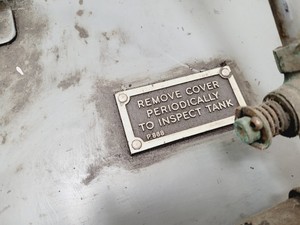 REMOVE COVER
PERIODICALLY
TO INSPECT TANK
P.888